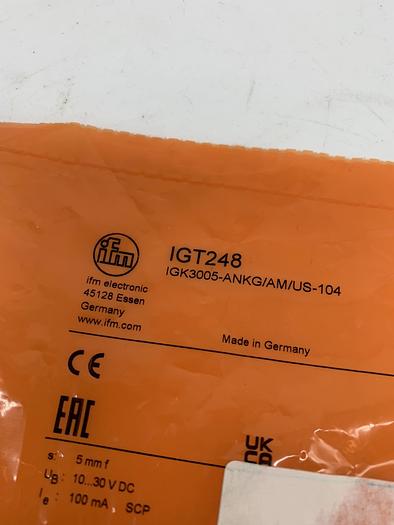 ifm
IGT248
IGK3005-ANKG/AM/US-104
ifm electronic
45128 Essen
Germany
www.ifm.com
Made in Germany
CE
EAC
UK
CA
s: 5 mm f
UB: 10...30 V DC
Ie: 100 mA SCP